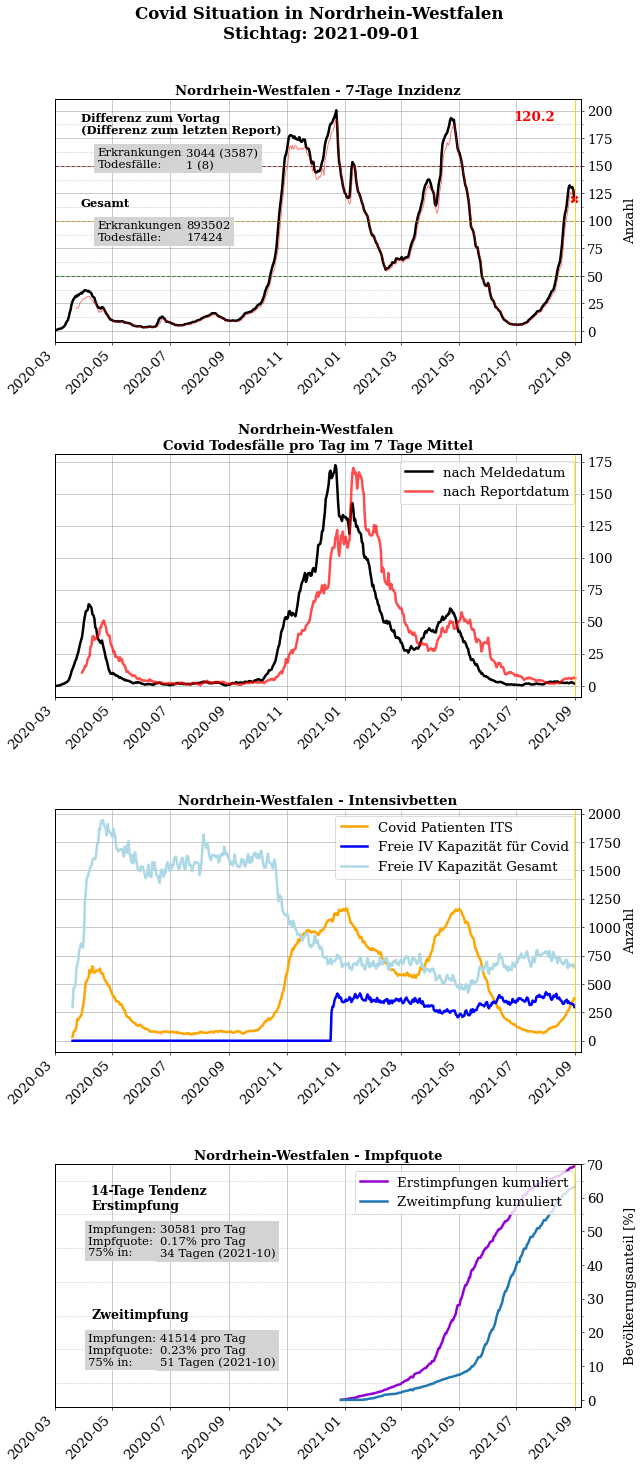 Covid Situation in Nordrhein-Westfalen
Stichtag: 2021-09-01
Nordrhein-Westfalen - 7-Tage Inzidenz
Differenz zum Vortag
(Differenz zum letzten Report)
Erkrankungen 3044 (3587)
Todesfälle: 1 (8)
Gesamt
Erkrankungen 893502
Todesfälle: 17424
120.2
200
175
150
125
100
75
50
25
0
Anzahl
2020-03
2020-05
2020-07
2020-09
2020-11
2021-01
2021-03
2021-05
2021-07
2021-09
Nordrhein-Westfalen
Covid Todesfälle pro Tag im 7 Tage Mittel
nach Meldedatum
nach Reportdatum
175
150
125
100
75
50
25
0
2020-03
2020-05
2020-07
2020-09
2020-11
2021-01
2021-03
2021-05
2021-07
2021-09
Nordrhein-Westfalen - Intensivbetten
Covid Patienten ITS
Freie IV Kapazität für Covid
Freie IV Kapazität Gesamt
2000
1750
1500
1250
1000
750
500
250
0
Anzahl
2020-03
2020-05
2020-07
2020-09
2020-11
2021-01
2021-03
2021-05
2021-07
2021-09
Nordrhein-Westfalen - Impfquote
14-Tage Tendenz
Erstimpfung
Impfungen: 30581 pro Tag
Impfquote: 0.17% pro Tag
75% in: 34 Tagen (2021-10)
Zweitimpfung
Impfungen: 41514 pro Tag
Impfquote: 0.23% pro Tag
75% in: 51 Tagen (2021-10)
Erstimpfungen kumuliert
Zweitimpfung kumuliert
70
60
50
40
30
20
10
0
Bevölkerungsanteil [%]
2020-03
2020-05
2020-07
2020-09
2020-11
2021-01
2021-03
2021-05
2021-07
2021-09